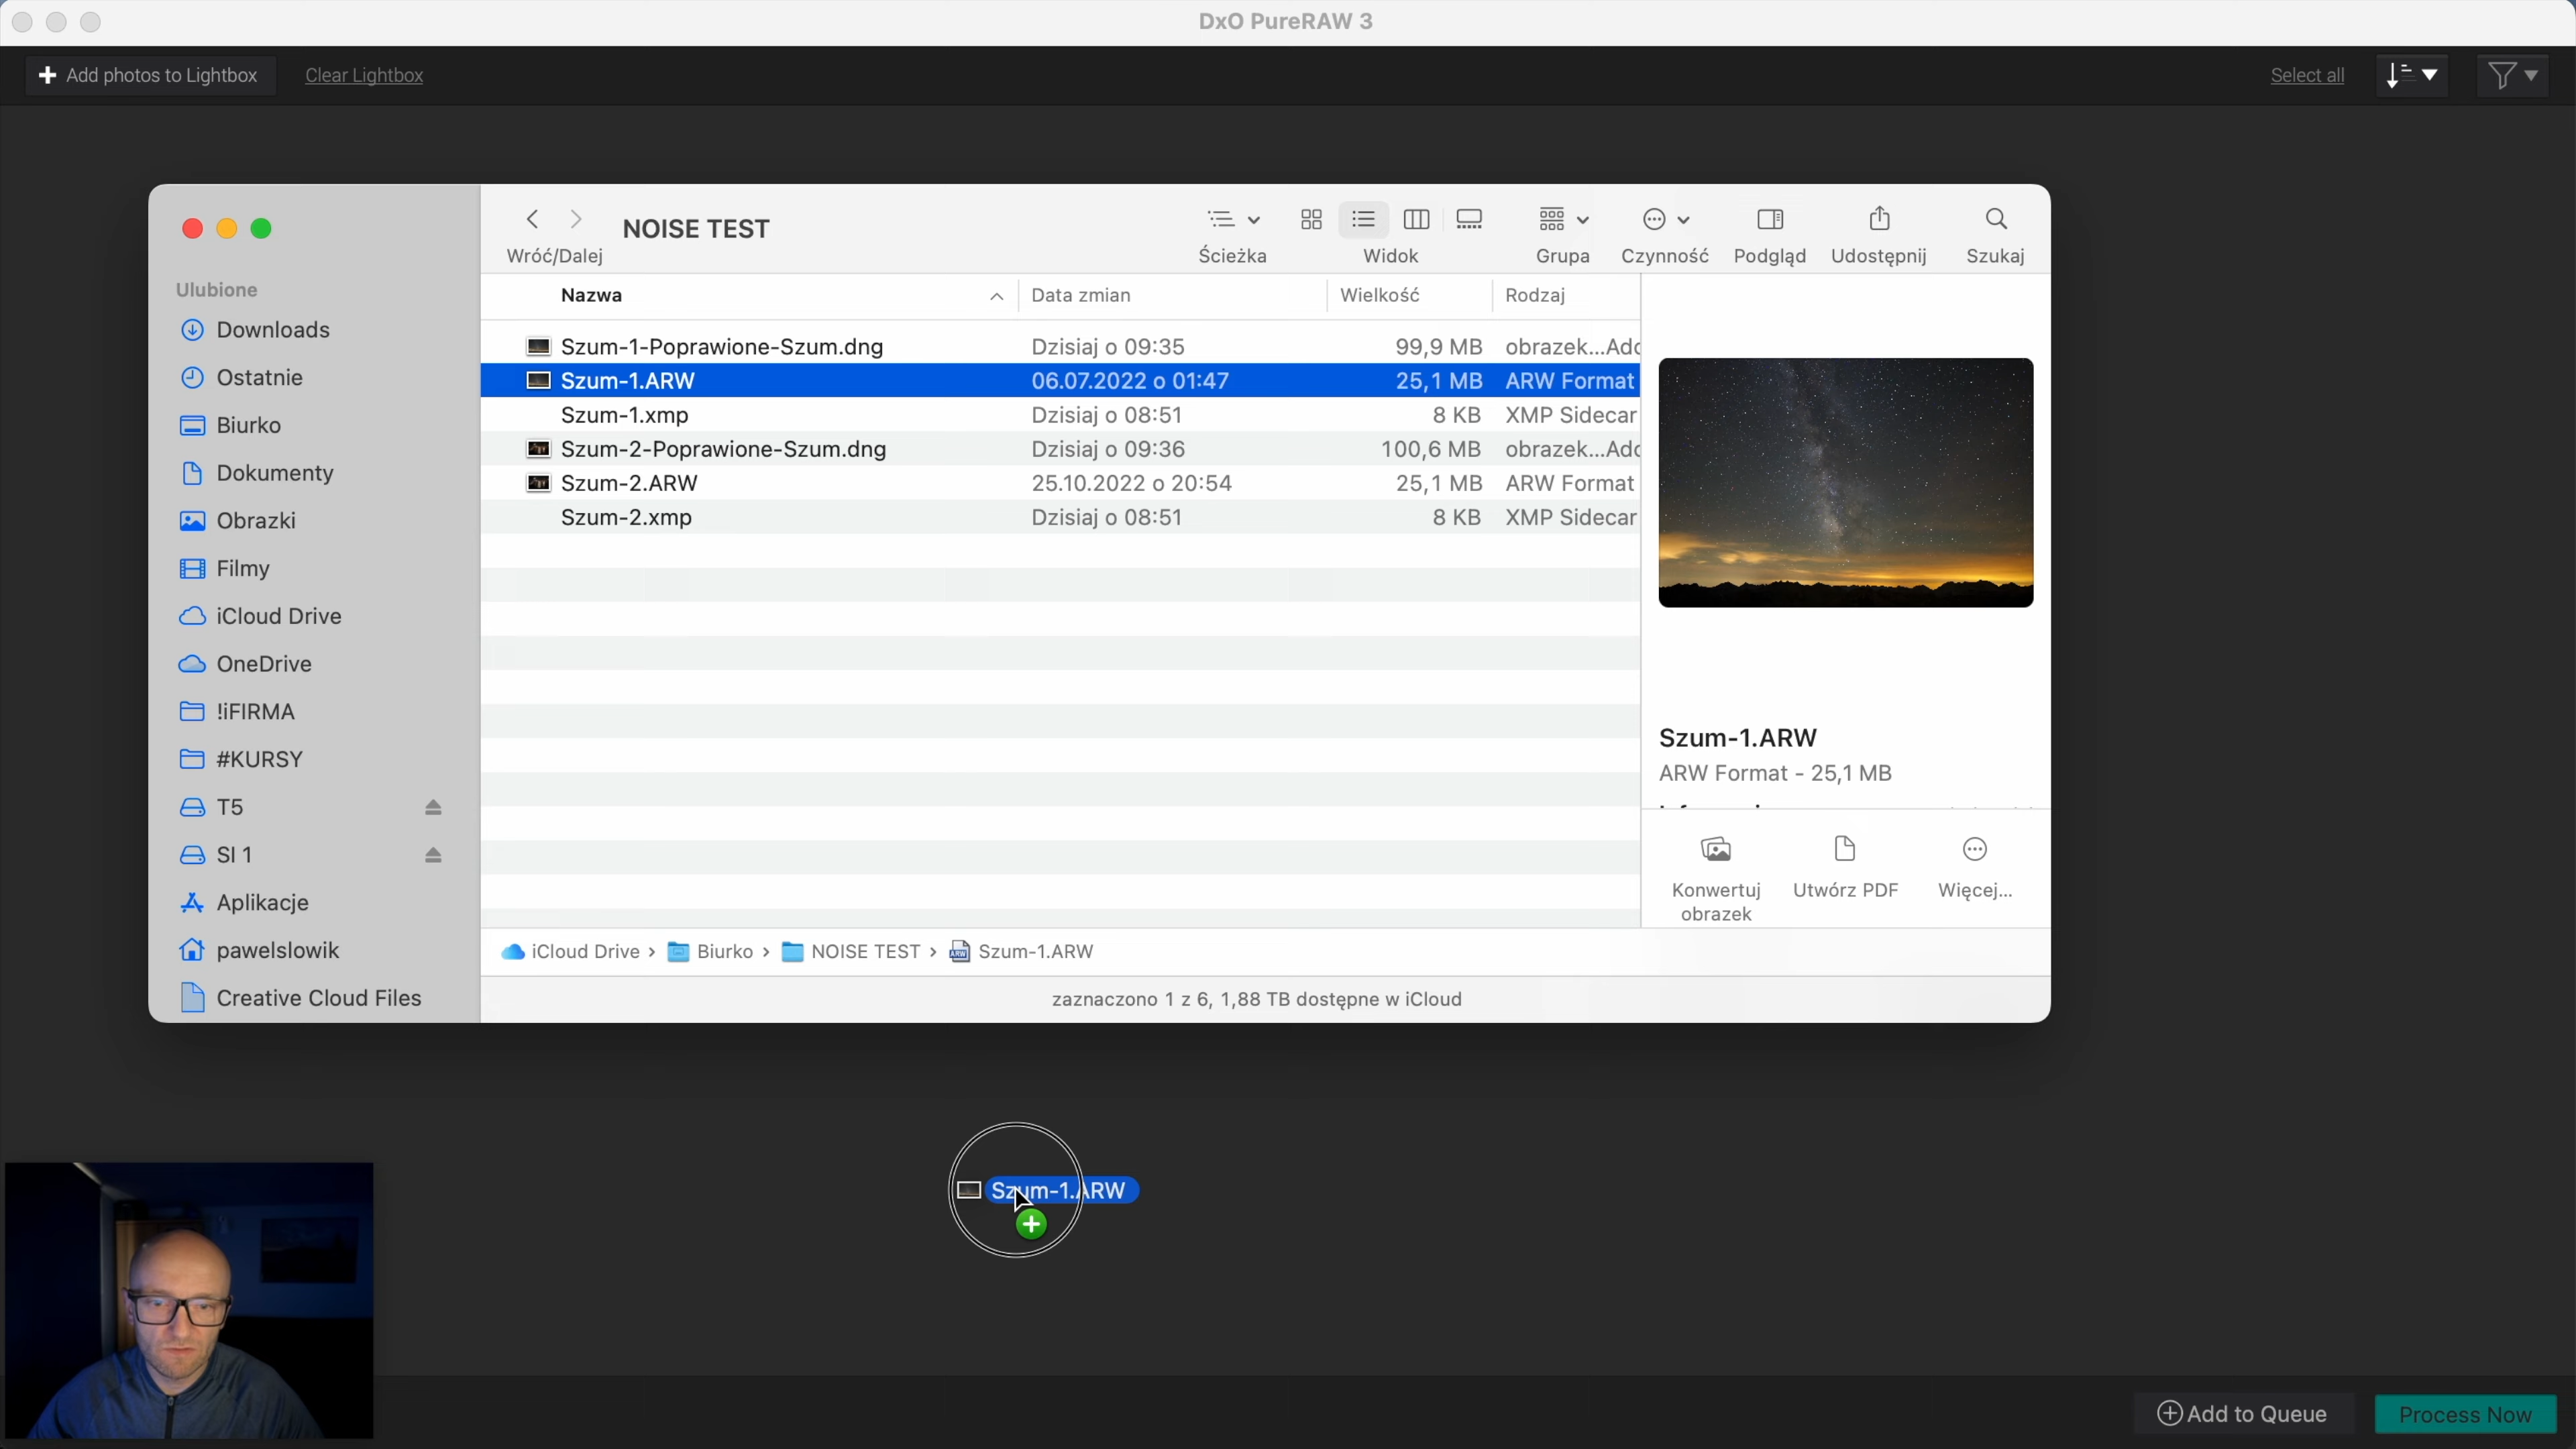 DxO PureRAW 3
Add photos to Lightbox
Clear Lightbox
Select all
Wróć/Dalej
NOISE TEST
Ścieżka
Widok
Grupa
Czynność
Podgląd
Udostępnij
Szukaj
Ulubione
Downloads
Ostatnie
Biurko
Dokumenty
Obrazki
Filmy
iCloud Drive
OneDrive
!iFIRMA
#KURSY
T5
SI 1
Aplikacje
pawelslowik
Creative Cloud Files
Nazwa Data zmian Wielkość Rodzaj
Szum-1-Poprawione-Szum.dng Dzisiaj o 09:35 99,9 MB obrazek...Ado
Szum-1.ARW 06.07.2022 o 01:47 25,1 MB ARW Format
Szum-1.xmp Dzisiaj o 08:51 8 KB XMP Sidecar
Szum-2-Poprawione-Szum.dng Dzisiaj o 09:36 100,6 MB obrazek...Ado
Szum-2.ARW 25.10.2022 o 20:54 25,1 MB ARW Format
Szum-2.xmp Dzisiaj o 08:51 8 KB XMP Sidecar
Szum-1.ARW
ARW Format - 25,1 MB
Konwertuj
obrazek
Utwórz PDF
Więcej...
iCloud Drive › Biurko › NOISE TEST › Szum-1.ARW
zaznaczono 1 z 6, 1,88 TB dostępne w iCloud
Szum-1.ARW
Add to Queue
Process Now